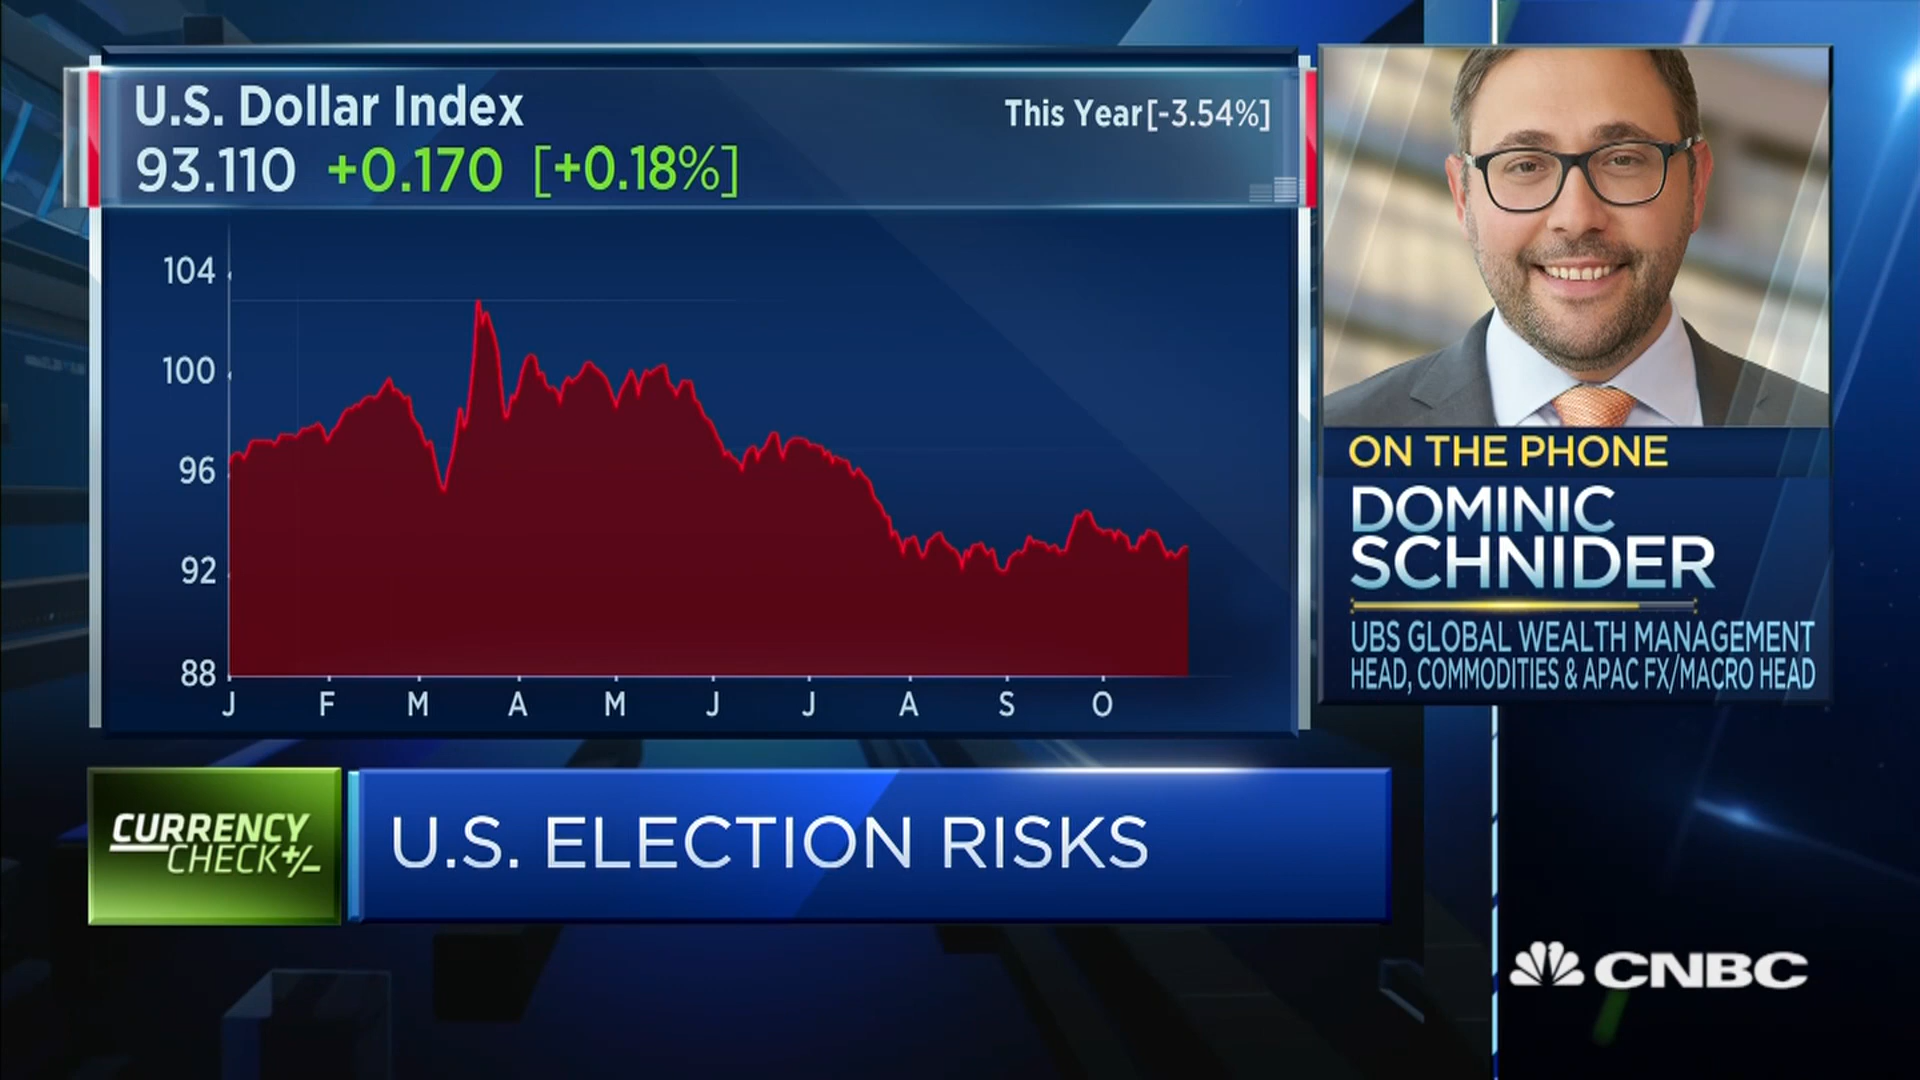 U.S. Dollar Index
This Year[-3.54%]
93.110 +0.170 [+0.18%]
104
100
96
92
88
J F M A M J J A S O
ON THE PHONE
DOMINIC
SCHNIDER
UBS GLOBAL WEALTH MANAGEMENT
HEAD, COMMODITIES & APAC FX/MACRO HEAD
CURRENCY
CHECK+/-
U.S. ELECTION RISKS
CNBC